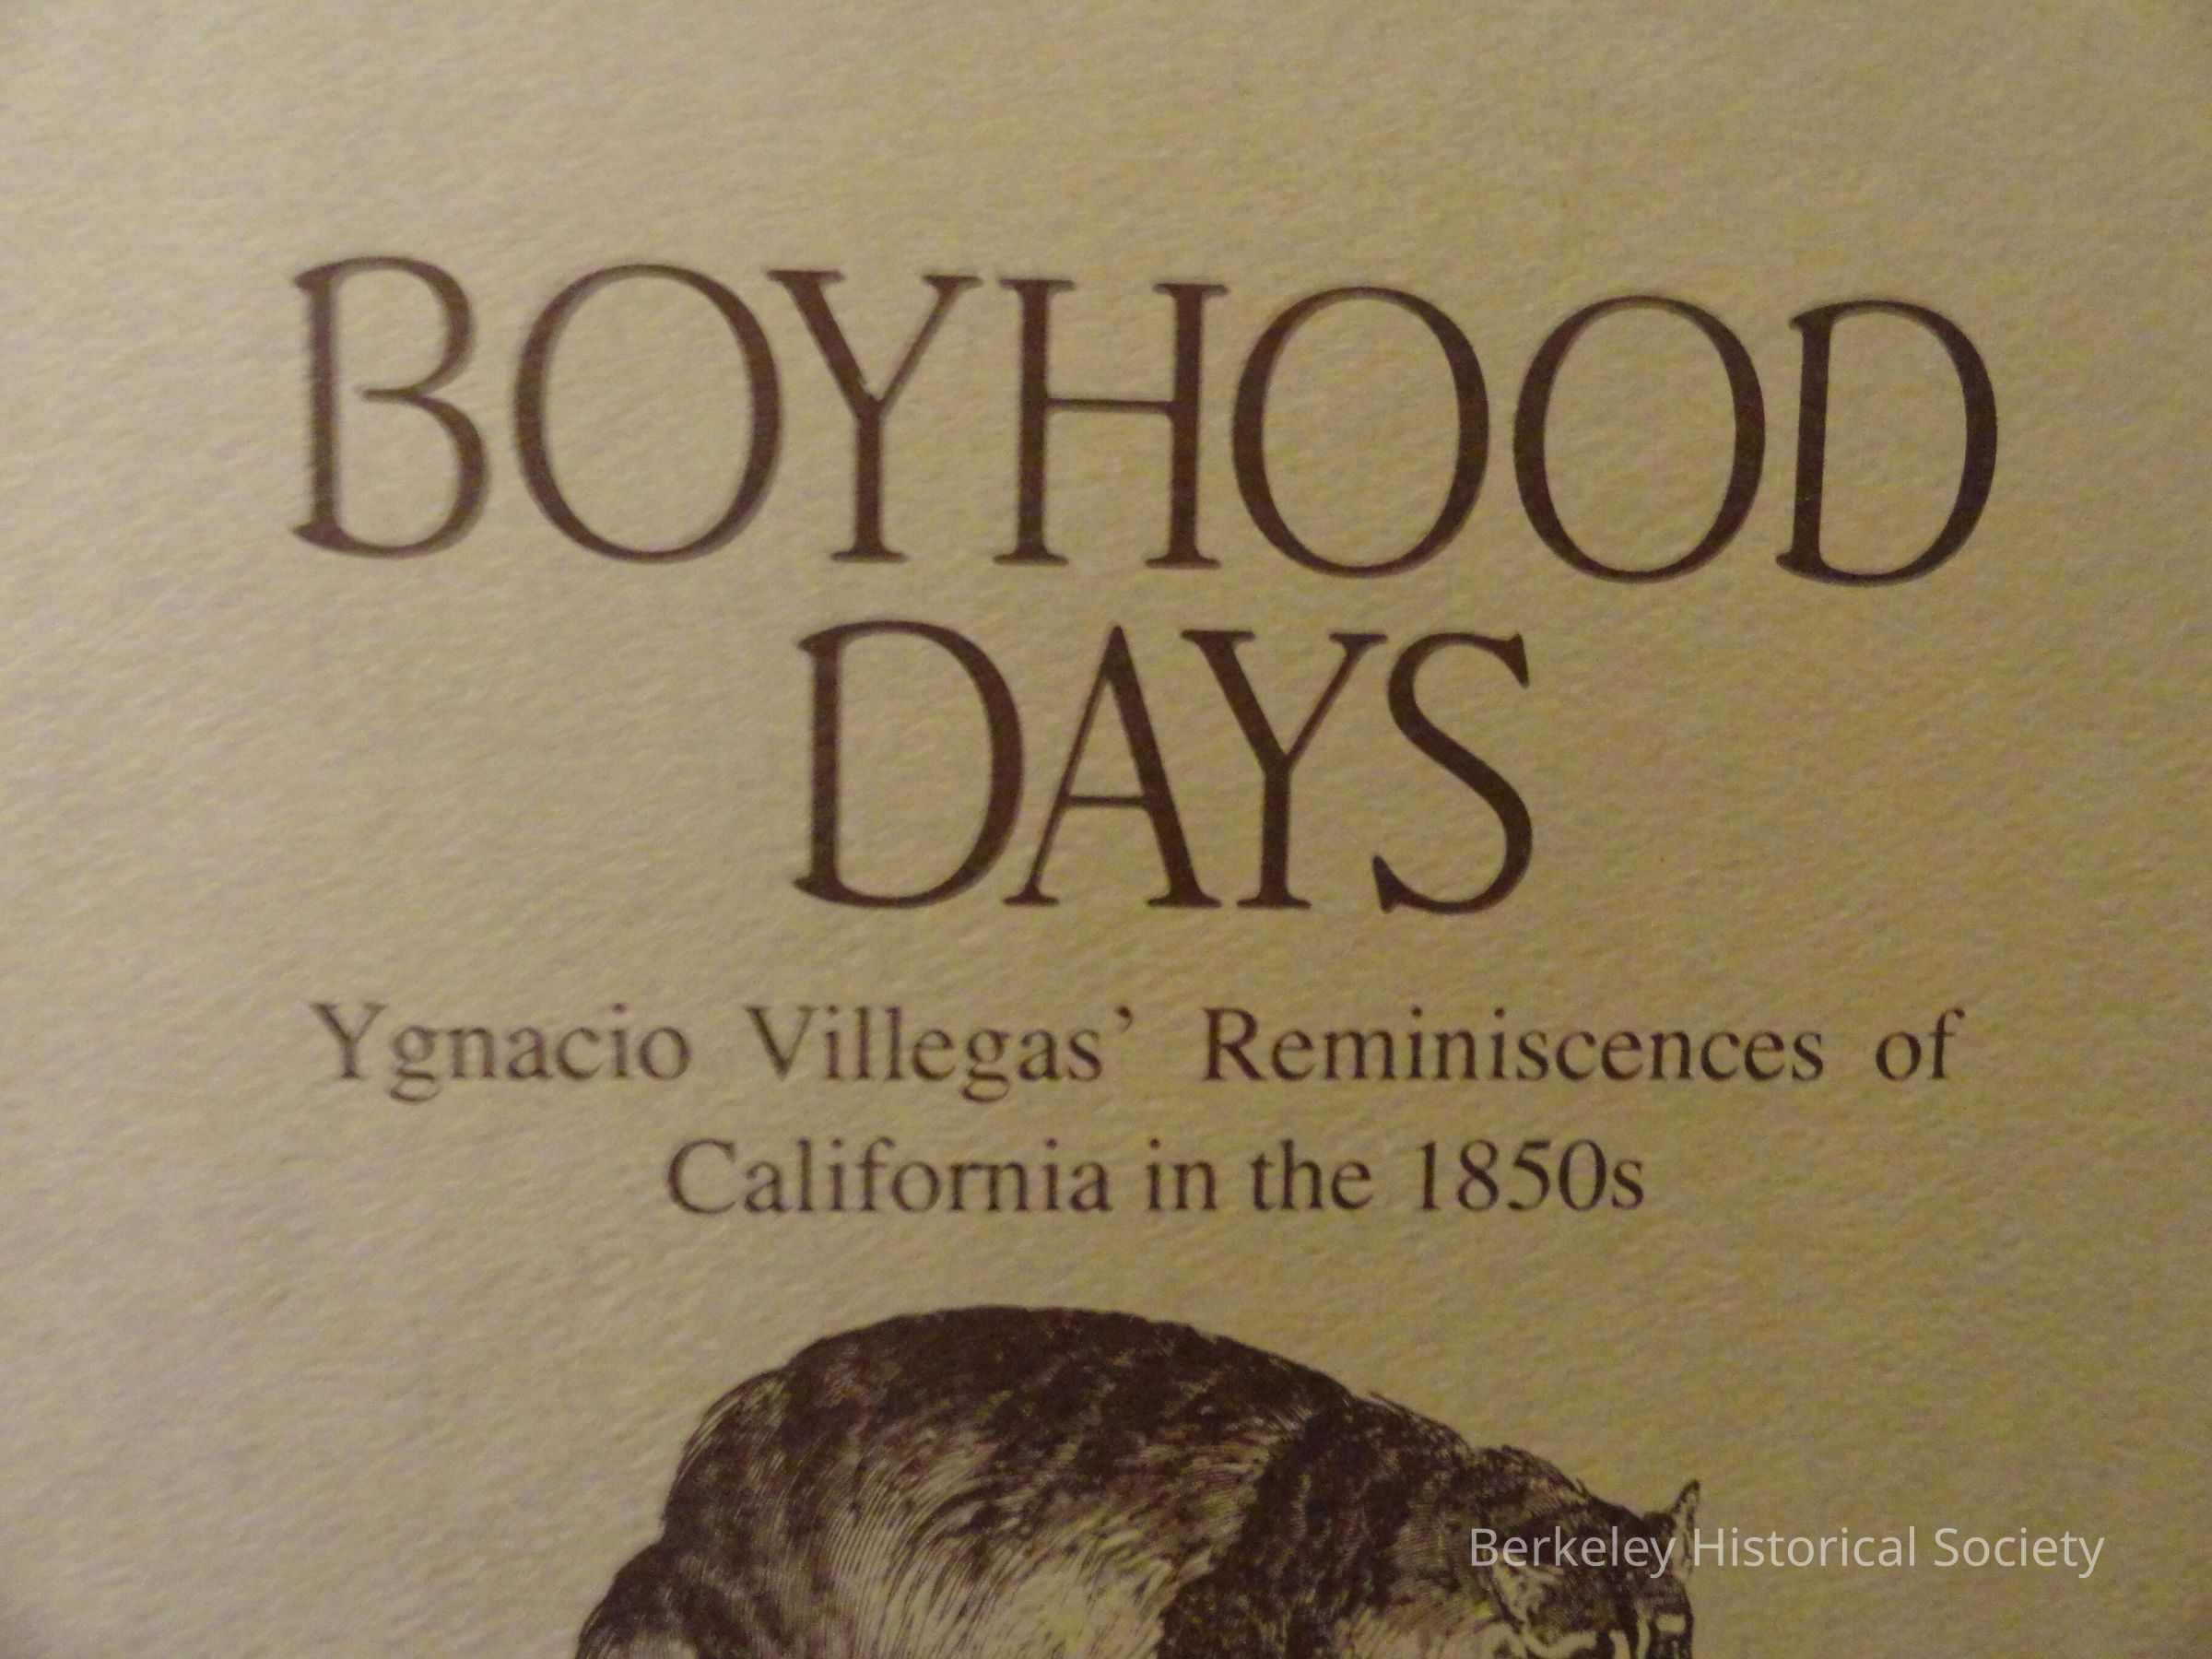 BOYHOOD
DAYS
Ygnacio Villegas' Reminiscences of
California in the 1850s
Berkeley Historical Society